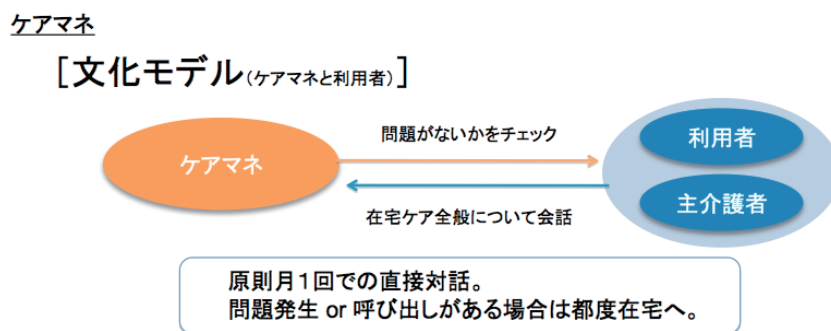 ケアマネ
[文化モデル(ケアマネと利用者)]
問題がないかをチェック
利用者
ケアマネ
主介護者
在宅ケア全般について会話
原則月1回での直接対話。
問題発生 or 呼び出しがある場合は都度在宅へ。